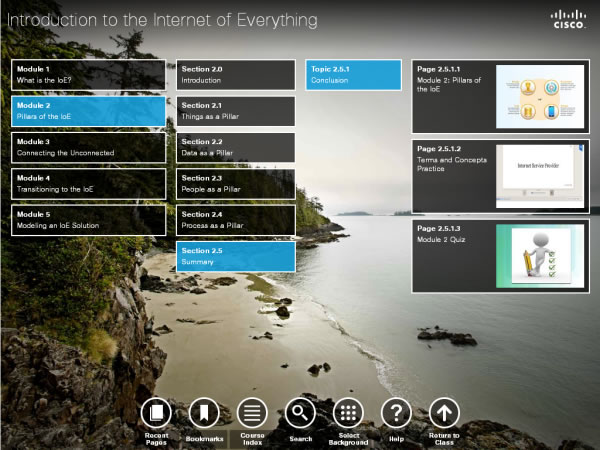 Introduction to the Internet of Everything
CISCO.
Module 1
What is the IoE?
Module 2
Pillars of the IoE
Module 3
Connecting the Unconnected
Module 4
Transitioning to the IoE
Module 5
Modeling an IoE Solution
Section 2.0
Introduction
Section 2.1
Things as a Pillar
Section 2.2
Data as a Pillar
Section 2.3
People as a Pillar
Section 2.4
Process as a Pillar
Section 2.5
Summary
Topic 2.5.1
Conclusion
Page 2.5.1.1
Module 2: Pillars of
the IoE
Page 2.5.1.2
Terms and Concepts
Practice
Internet Service Provider
Page 2.5.1.3
Module 2 Quiz
Recent
Pages
Bookmarks
Course
Index
Search
Select
Background
Help
Return to
Class